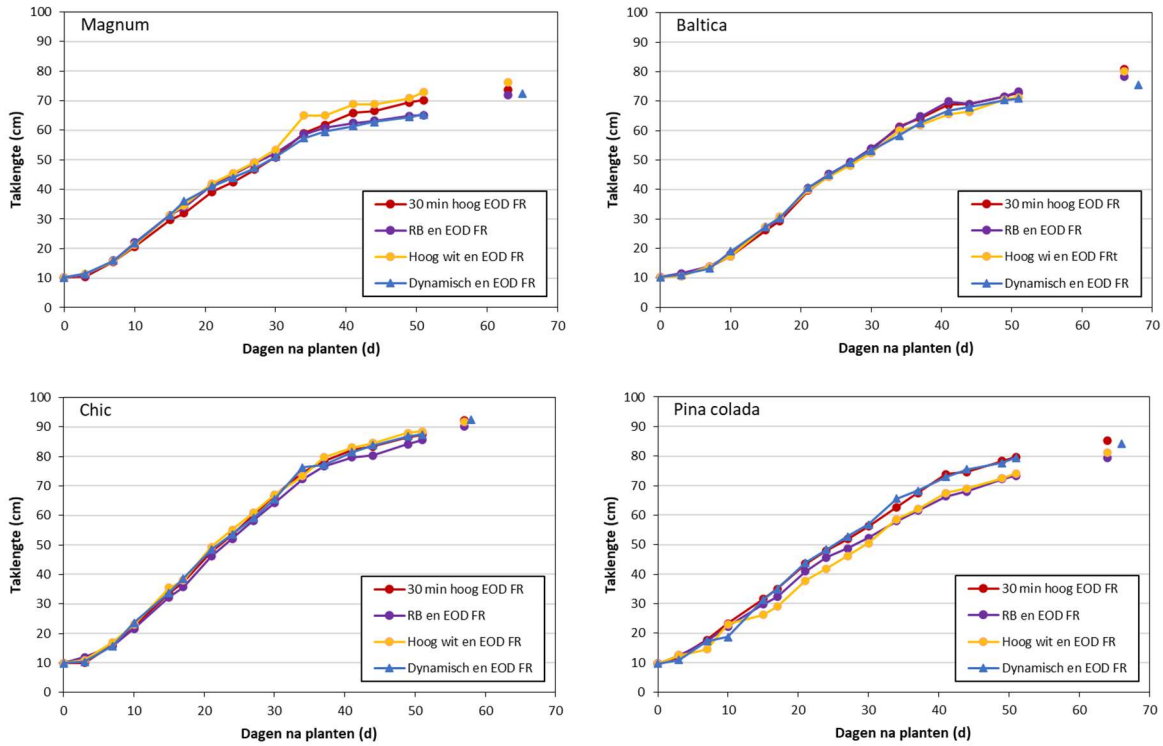 Magnum
Taklengte (cm)
100
90
80
70
60
50
40
30
20
10
0
30 min hoog EOD FR
RB en EOD FR
Hoog wit en EOD FR
Dynamisch en EOD FR
0 10 20 30 40 50 60 70
Dagen na planten (d)
Baltica
Taklengte (cm)
100
90
80
70
60
50
40
30
20
10
0
30 min hoog EOD FR
RB en EOD FR
Hoog wi en EOD FRt
Dynamisch en EOD FR
0 10 20 30 40 50 60 70
Dagen na planten (d)
Chic
Taklengte (cm)
100
90
80
70
60
50
40
30
20
10
0
30 min hoog EOD FR
RB en EOD FR
Hoog wit en EOD FR
Dynamisch en EOD FR
0 10 20 30 40 50 60 70
Dagen na planten (d)
Pina colada
Taklengte (cm)
100
90
80
70
60
50
40
30
20
10
0
30 min hoog EOD FR
RB en EOD FR
Hoog wit en EOD FR
Dynamisch en EOD FR
0 10 20 30 40 50 60 70
Dagen na planten (d)